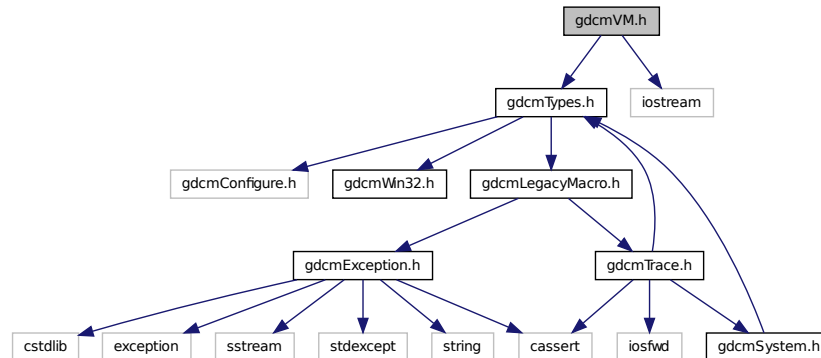 gdcmVM.h
gdcmTypes.h
iostream
gdcmConfigure.h
gdcmWin32.h
gdcmLegacyMacro.h
gdcmException.h
gdcmTrace.h
cstdlib
exception
sstream
stdexcept
string
cassert
iosfwd
gdcmSystem.h